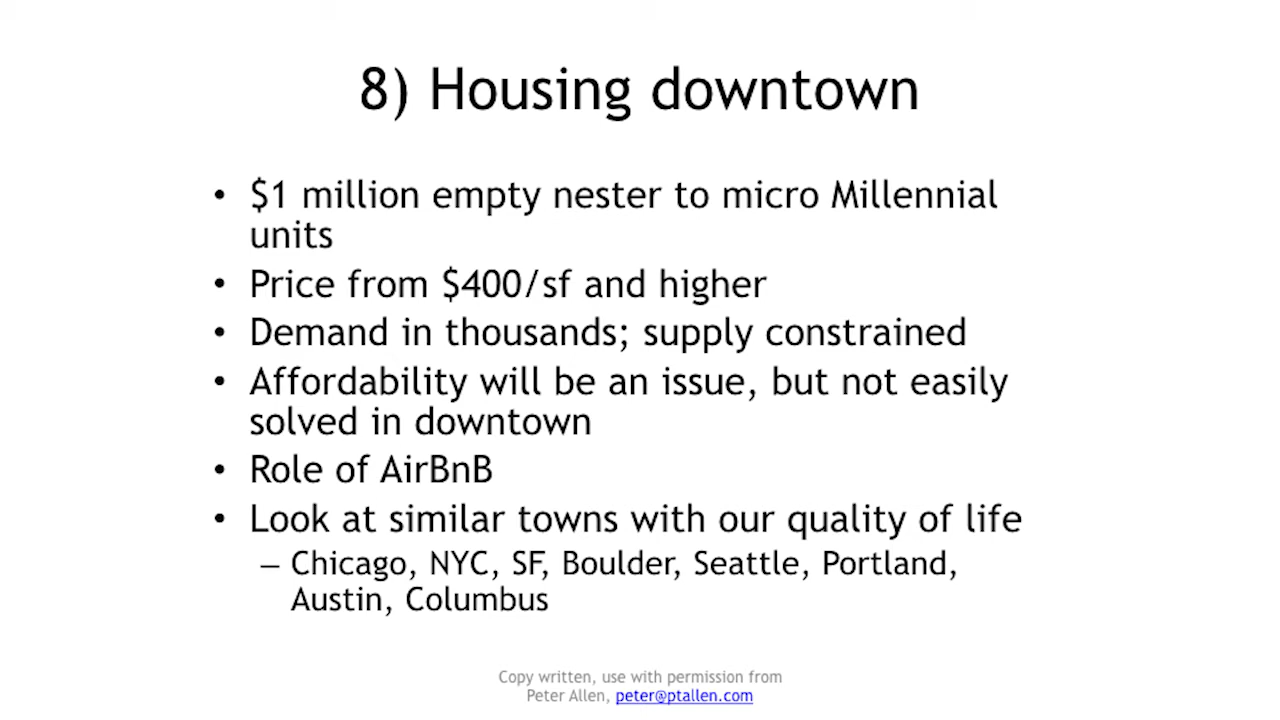 8) Housing downtown
• $1 million empty nester to micro Millennial
units
• Price from $400/sf and higher
• Demand in thousands; supply constrained
• Affordability will be an issue, but not easily
solved in downtown
• Role of AirBnB
• Look at similar towns with our quality of life
– Chicago, NYC, SF, Boulder, Seattle, Portland,
Austin, Columbus
Copy written, use with permission from
Peter Allen, peter@ptallen.com